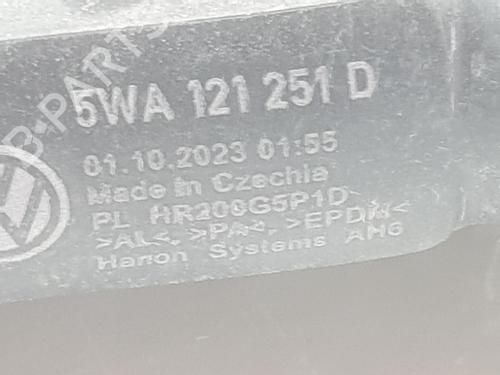 5WA 121 251 D
01.10.2023 01:55
Made in Czechia
PL HR200G5P1D
>AL<, >PA<, >EPDM<
Hanon Systems AHG